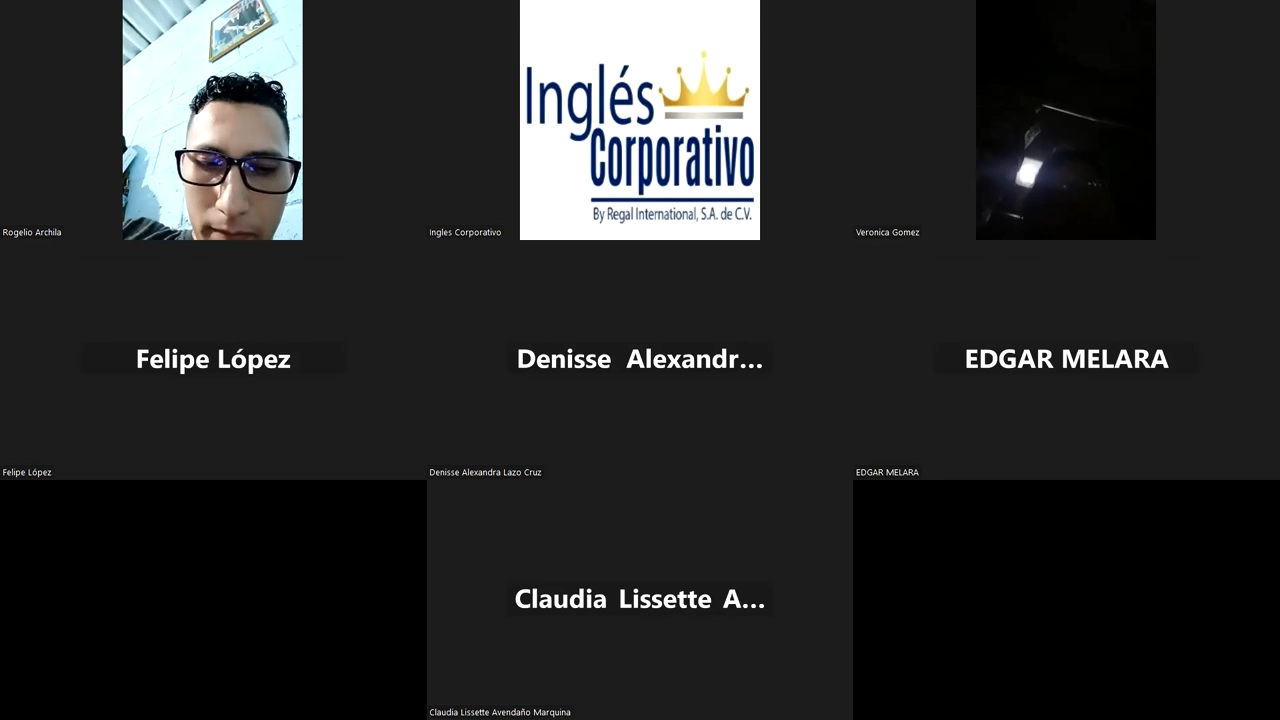 Inglés
Corporativo
By Regal International, S.A. de C.V.
Rogelio Archila
Ingles Corporativo
Veronica Gomez
Felipe López
Denisse Alexandr...
EDGAR MELARA
Felipe López
Denisse Alexandra Lazo Cruz
EDGAR MELARA
Claudia Lissette A...
Claudia Lissette Avendaño Marquina